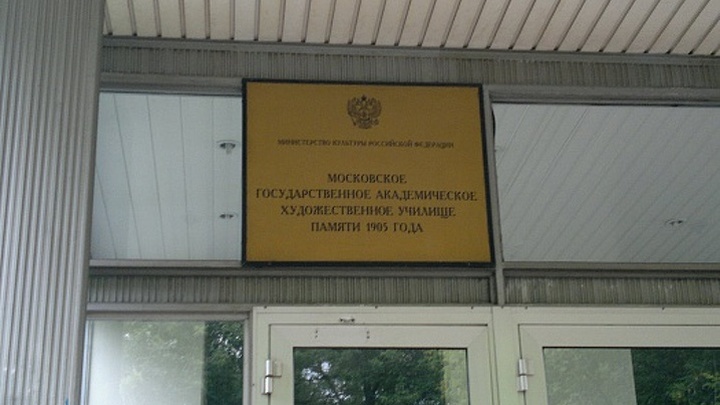 МИНИСТЕРСТВО КУЛЬТУРЫ РОССИЙСКОЙ ФЕДЕРАЦИИ
МОСКОВСКОЕ
ГОСУДАРСТВЕННОЕ АКАДЕМИЧЕСКОЕ
ХУДОЖЕСТВЕННОЕ УЧИЛИЩЕ
ПАМЯТИ 1905 ГОДА